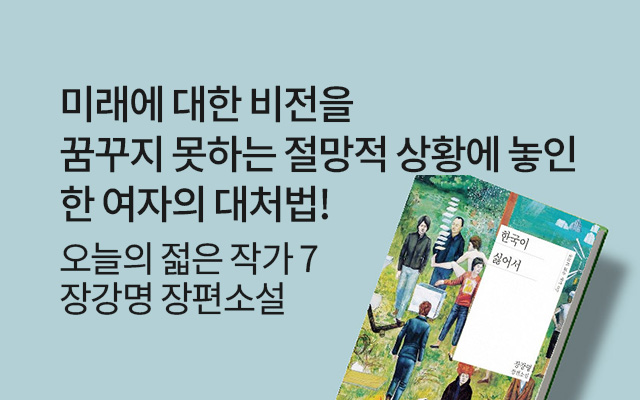 미래에 대한 비전을
꿈꾸지 못하는 절망적 상황에 놓인
한 여자의 대처법!
오늘의 젊은 작가 7
장강명 장편소설
한국이
싫어서
장강명
장편소설